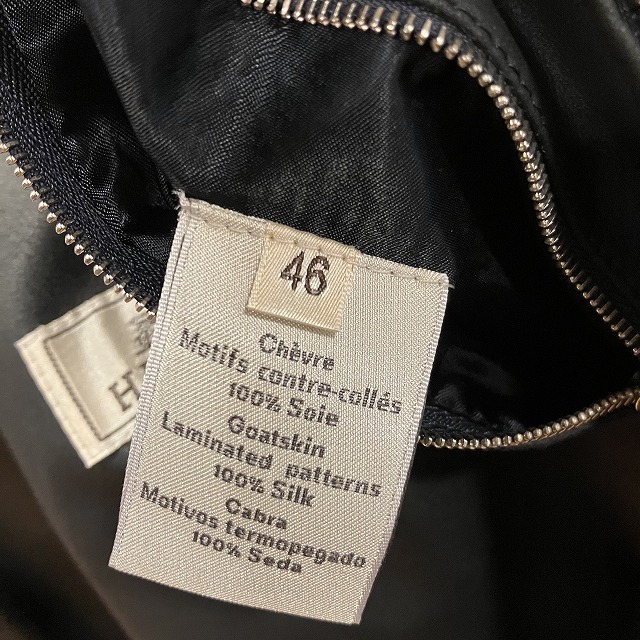 46
Chèvre
Motifs contre-collés
100% Soie
Goatskin
Laminated patterns
100% Silk
Cabra
Motivos termopegado
100% Seda
H